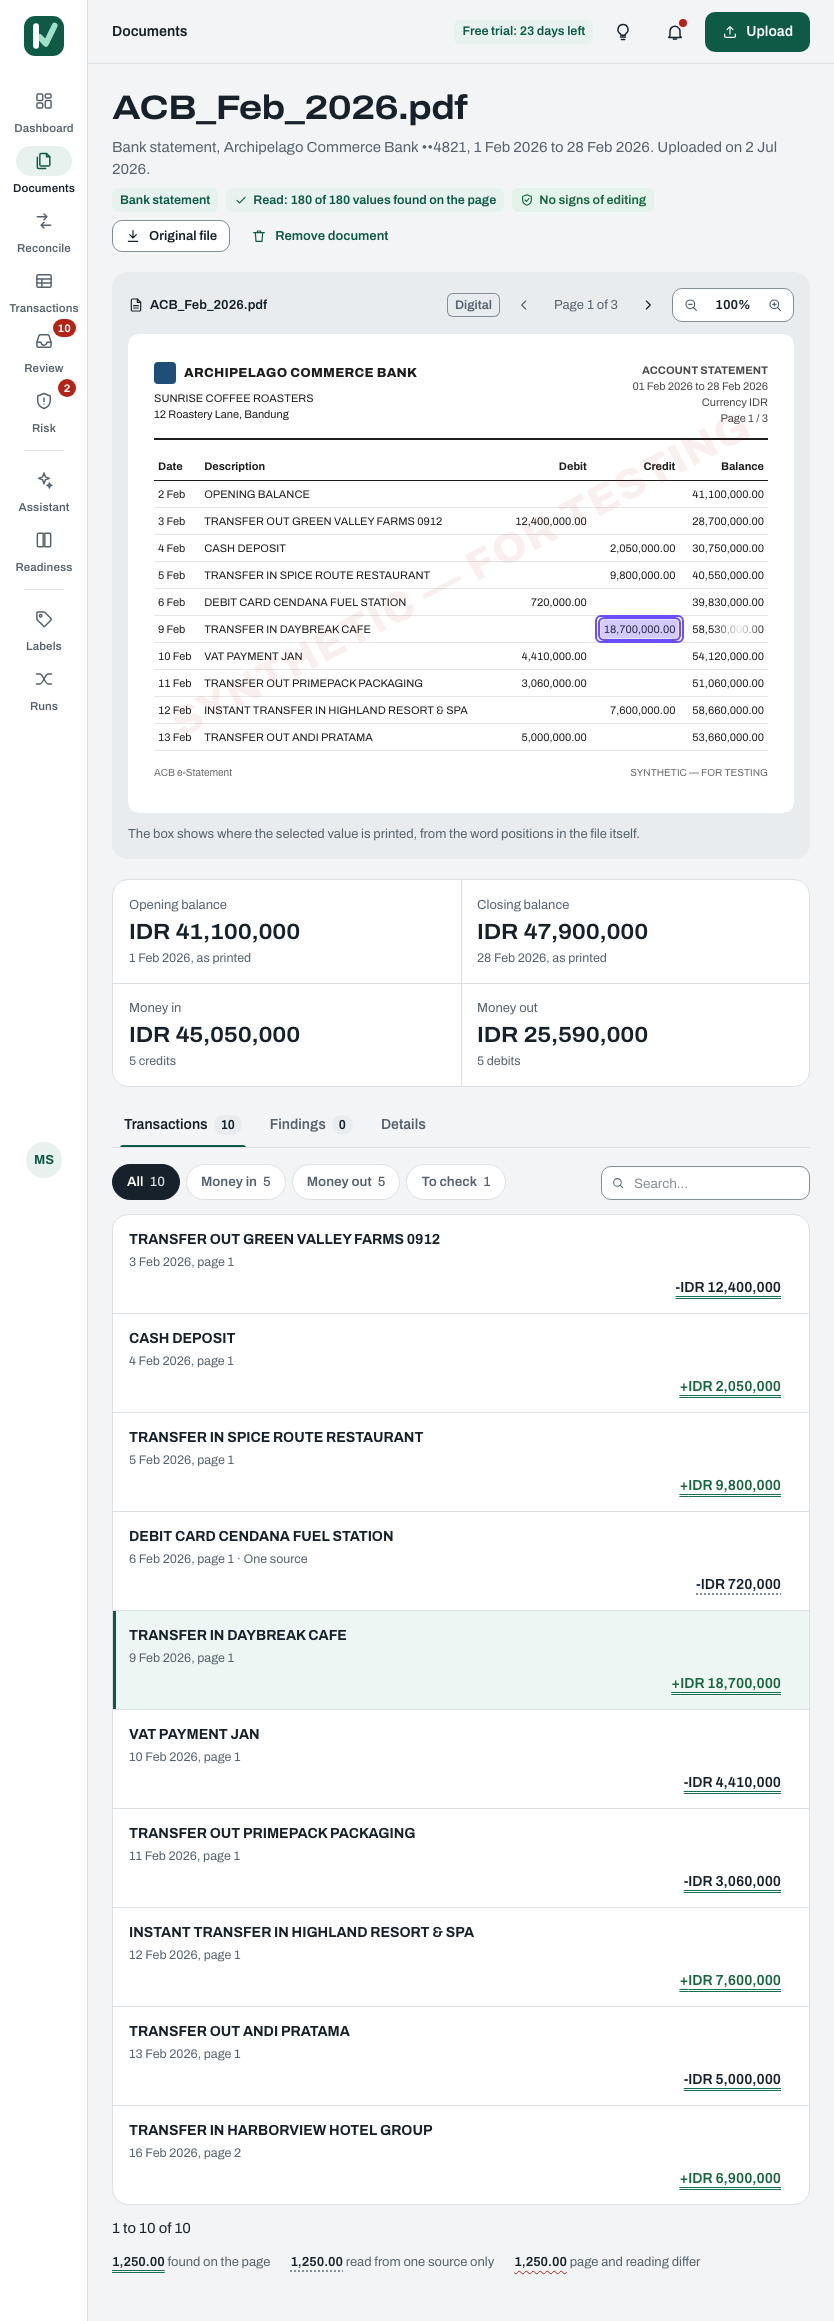 Documents
Free trial: 23 days left
Upload
Dashboard
Documents
Reconcile
Transactions
10
Review
2
Risk
Assistant
Readiness
Labels
Runs
MS
ACB_Feb_2026.pdf
Bank statement, Archipelago Commerce Bank ••4821, 1 Feb 2026 to 28 Feb 2026. Uploaded on 2 Jul
2026.
Bank statement
Read: 180 of 180 values found on the page
No signs of editing
Original file
Remove document
ACB_Feb_2026.pdf
Digital
Page 1 of 3
100%
ARCHIPELAGO COMMERCE BANK
ACCOUNT STATEMENT
SUNRISE COFFEE ROASTERS
01 Feb 2026 to 28 Feb 2026
12 Roastery Lane, Bandung
Currency IDR
Page 1 / 3
SYNTHETIC — FOR TESTING
Date Description Debit Credit Balance
2 Feb OPENING BALANCE 41,100,000.00
3 Feb TRANSFER OUT GREEN VALLEY FARMS 0912 12,400,000.00 28,700,000.00
4 Feb CASH DEPOSIT 2,050,000.00 30,750,000.00
5 Feb TRANSFER IN SPICE ROUTE RESTAURANT 9,800,000.00 40,550,000.00
6 Feb DEBIT CARD CENDANA FUEL STATION 720,000.00 39,830,000.00
9 Feb TRANSFER IN DAYBREAK CAFE 18,700,000.00 58,530,000.00
10 Feb VAT PAYMENT JAN 4,410,000.00 54,120,000.00
11 Feb TRANSFER OUT PRIMEPACK PACKAGING 3,060,000.00 51,060,000.00
12 Feb INSTANT TRANSFER IN HIGHLAND RESORT & SPA 7,600,000.00 58,660,000.00
13 Feb TRANSFER OUT ANDI PRATAMA 5,000,000.00 53,660,000.00
ACB e-Statement
SYNTHETIC — FOR TESTING
The box shows where the selected value is printed, from the word positions in the file itself.
Opening balance
IDR 41,100,000
1 Feb 2026, as printed
Closing balance
IDR 47,900,000
28 Feb 2026, as printed
Money in
IDR 45,050,000
5 credits
Money out
IDR 25,590,000
5 debits
Transactions 10
Findings 0
Details
All 10
Money in 5
Money out 5
To check 1
Search...
TRANSFER OUT GREEN VALLEY FARMS 0912
3 Feb 2026, page 1
-IDR 12,400,000
CASH DEPOSIT
4 Feb 2026, page 1
+IDR 2,050,000
TRANSFER IN SPICE ROUTE RESTAURANT
5 Feb 2026, page 1
+IDR 9,800,000
DEBIT CARD CENDANA FUEL STATION
6 Feb 2026, page 1 · One source
-IDR 720,000
TRANSFER IN DAYBREAK CAFE
9 Feb 2026, page 1
+IDR 18,700,000
VAT PAYMENT JAN
10 Feb 2026, page 1
-IDR 4,410,000
TRANSFER OUT PRIMEPACK PACKAGING
11 Feb 2026, page 1
-IDR 3,060,000
INSTANT TRANSFER IN HIGHLAND RESORT & SPA
12 Feb 2026, page 1
+IDR 7,600,000
TRANSFER OUT ANDI PRATAMA
13 Feb 2026, page 1
-IDR 5,000,000
TRANSFER IN HARBORVIEW HOTEL GROUP
16 Feb 2026, page 2
+IDR 6,900,000
1 to 10 of 10
1,250.00 found on the page
1,250.00 read from one source only
1,250.00 page and reading differ